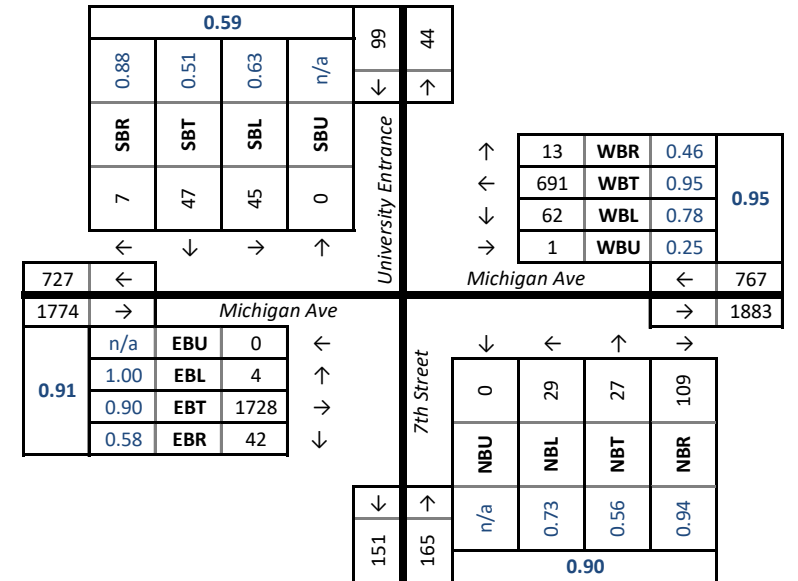 0.59
99 44
0.88 0.51 0.63 n/a
↓ ↑
SBR SBT SBL SBU
7 47 45 0
← ↓ → ↑
University Entrance
↑ 13 WBR 0.46
← 691 WBT 0.95
↓ 62 WBL 0.78
→ 1 WBU 0.25
0.95
727 ←
Michigan Ave
← 767
1774 →
Michigan Ave
→ 1883
0.91
n/a EBU 0 ←
1.00 EBL 4 ↑
0.90 EBT 1728 →
0.58 EBR 42 ↓
7th Street
↓ ← ↑ →
0 29 27 109
NBU NBL NBT NBR
n/a 0.73 0.56 0.94
↓ ↑
151 165
0.90